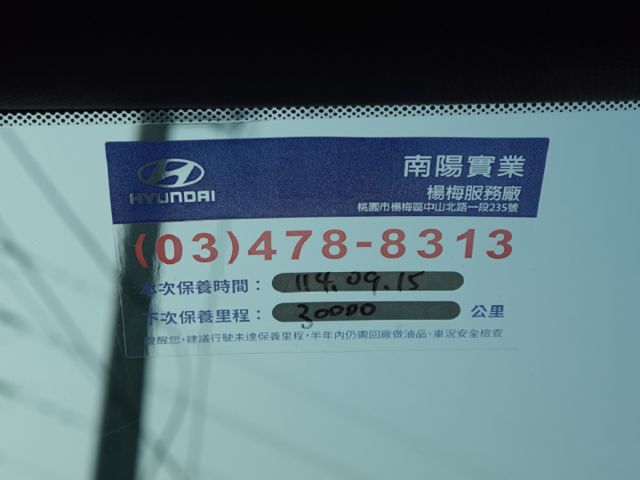 HYUNDAI
南陽實業
楊梅服務廠
桃園市楊梅區中山北路一段235號
(03)478-8313
本次保養時間：114.09.15
下次保養里程：30000 公里
提醒您，建議行駛未達保養里程，半年內仍需回廠做油品、車況安全檢查